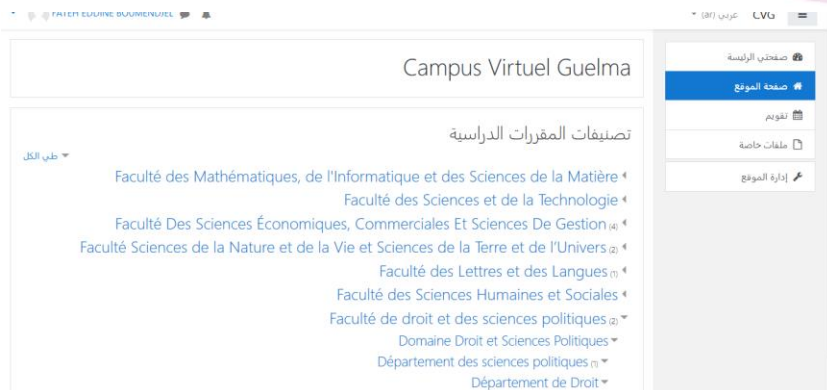 FATEH EDDINE BOUMENDJEL
CVG عربي (ar)
صفحتي الرئيسة
صفحة الموقع
تقويم
ملفات خاصة
إدارة الموقع
Campus Virtuel Guelma
تصنيفات المقررات الدراسية
طي الكل
Faculté des Mathématiques, de l'Informatique et des Sciences de la Matière
Faculté des Sciences et de la Technologie
Faculté Des Sciences Économiques, Commerciales Et Sciences De Gestion (4)
Faculté Sciences de la Nature et de la Vie et Sciences de la Terre et de l'Univers (2)
Faculté des Lettres et des Langues (1)
Faculté des Sciences Humaines et Sociales
Faculté de droit et des sciences politiques (2)
Domaine Droit et Sciences Politiques
Département des sciences politiques (1)
Département de Droit